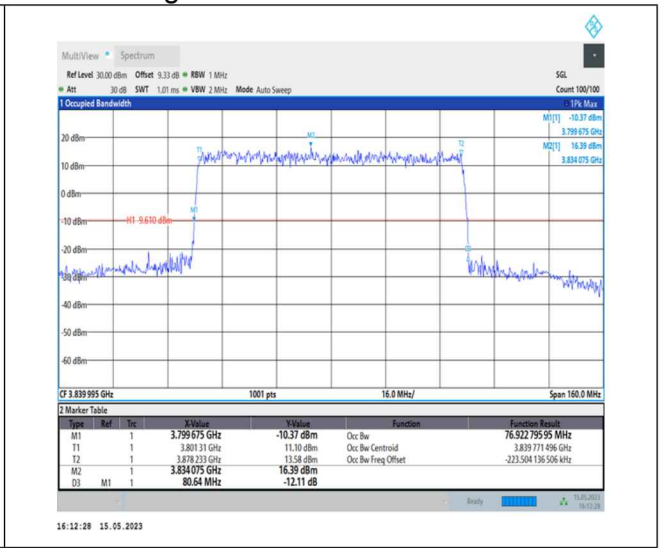 MultiView Spectrum
Ref Level 30.00 dBm Offset 9.33 dB RBW 1 MHz SGL
Att 30 dB SWT 1.01 ms VBW 2 MHz Mode Auto Sweep Count 100/100
1 Occupied Bandwidth 1Pk Max
M1[1] -10.37 dBm
3.799 675 GHz
M2[1] 16.39 dBm
3.834 075 GHz
20 dBm
M2
T1
T2
10 dBm
0 dBm
M1
-10 dBm
H1 -9.610 dBm
-20 dBm
D3
-30 dBm
-40 dBm
-50 dBm
-60 dBm
CF 3.839 995 GHz 1001 pts 16.0 MHz/ Span 160.0 MHz
2 Marker Table
Type Ref Trc X-Value Y-Value Function Function Result
M1 1 3.799 675 GHz -10.37 dBm Occ Bw 76.922 795 95 MHz
T1 1 3.801 31 GHz 11.10 dBm Occ Bw Centroid 3.839 771 496 GHz
T2 1 3.878 233 GHz 13.58 dBm Occ Bw Freq Offset -223.504 136 506 kHz
M2 1 3.834 075 GHz 16.39 dBm
D3 M1 1 80.64 MHz -12.11 dB
Ready 15.05.2023
16:12:28
16:12:28 15.05.2023